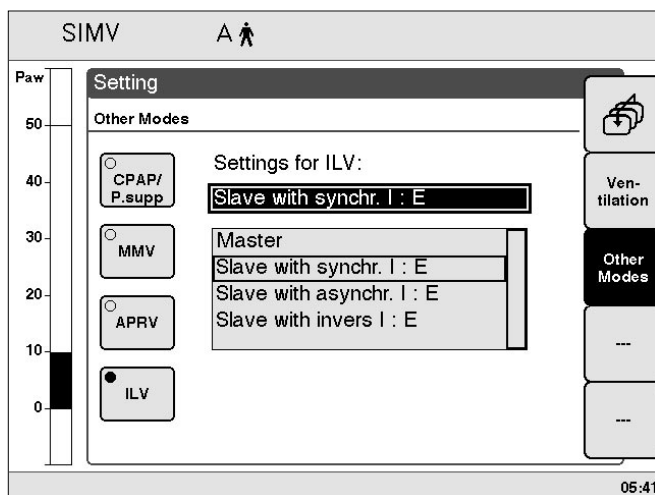 SIMV A
Paw
Setting
Other Modes
50
40
30
20
10
0
CPAP/
P.supp
MMV
APRV
ILV
Settings for ILV:
Slave with synchr. I : E
Master
Slave with synchr. I : E
Slave with asynchr. I : E
Slave with invers I : E
Ven-
tilation
Other
Modes
---
---
05:41